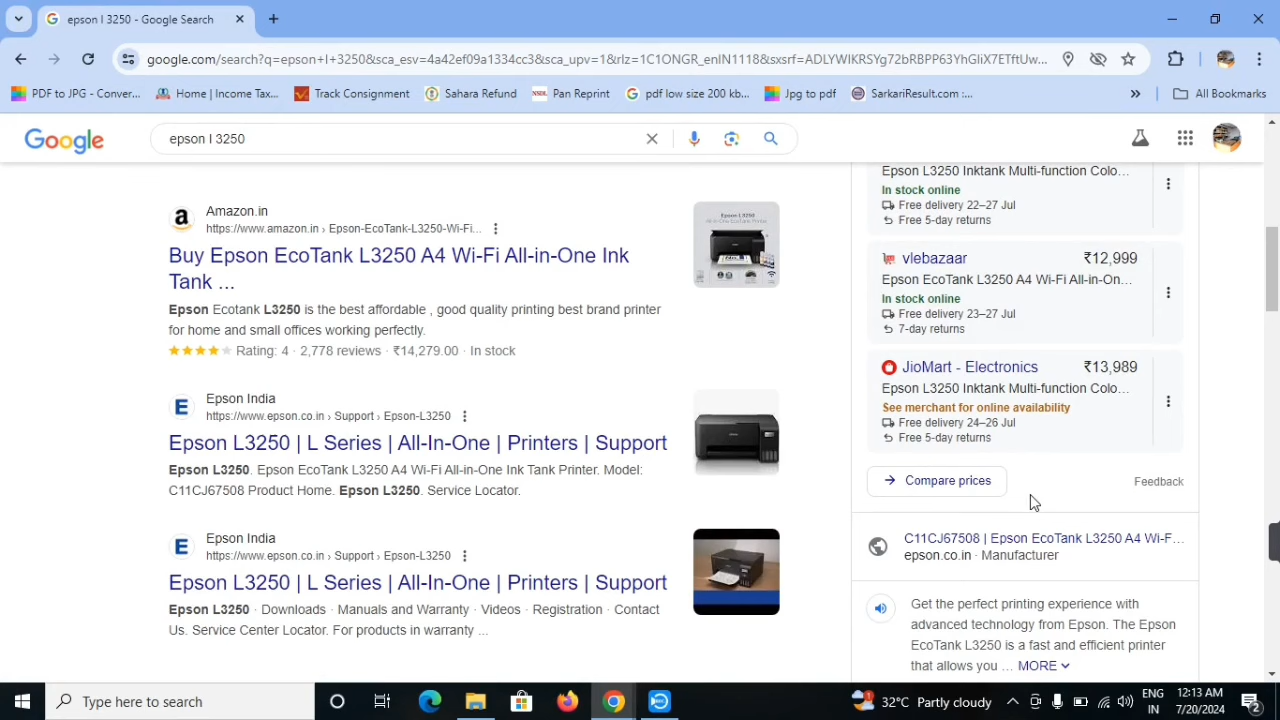 epson l 3250 - Google Search
google.com/search?q=epson+l+3250&sca_esv=4a42ef09a1334cc3&sca_upv=1&rlz=1C1ONGR_enIN1118&sxsrf=ADLYWIKRSYg72bRBPP63YhGIiX7ETftUw...
PDF to JPG - Conver... Home | Income Tax... Track Consignment Sahara Refund NSDL Pan Reprint pdf low size 200 kb... Jpg to pdf SarkariResult.com :... » All Bookmarks
Google epson l 3250
Amazon.in
https://www.amazon.in › Epson-EcoTank-L3250-Wi-Fi...
Buy Epson EcoTank L3250 A4 Wi-Fi All-in-One Ink
Tank ...
Epson Ecotank L3250 is the best affordable , good quality printing best brand printer
for home and small offices working perfectly.
Rating: 4 · 2,778 reviews · ₹14,279.00 · In stock
Epson India
https://www.epson.co.in › Support › Epson-L3250
Epson L3250 | L Series | All-In-One | Printers | Support
Epson L3250. Epson EcoTank L3250 A4 Wi-Fi All-in-One Ink Tank Printer. Model:
C11CJ67508 Product Home. Epson L3250. Service Locator.
Epson India
https://www.epson.co.in › Support › Epson-L3250
Epson L3250 | L Series | All-In-One | Printers | Support
Epson L3250 · Downloads · Manuals and Warranty · Videos · Registration · Contact
Us. Service Center Locator. For products in warranty ...
Epson L3250 Inktank Multi-function Colo...
In stock online
Free delivery 22–27 Jul
Free 5-day returns
vlebazaar ₹12,999
Epson EcoTank L3250 A4 Wi-Fi All-in-On...
In stock online
Free delivery 23–27 Jul
7-day returns
JioMart - Electronics ₹13,989
Epson L3250 Inktank Multi-function Colo...
See merchant for online availability
Free delivery 24–26 Jul
Free 5-day returns
Compare prices Feedback
C11CJ67508 | Epson EcoTank L3250 A4 Wi-F...
epson.co.in · Manufacturer
Get the perfect printing experience with
advanced technology from Epson. The Epson
EcoTank L3250 is a fast and efficient printer
that allows you ... MORE
Type here to search 1 32°C Partly cloudy ENG 12:13 AM
IN 7/20/2024 2